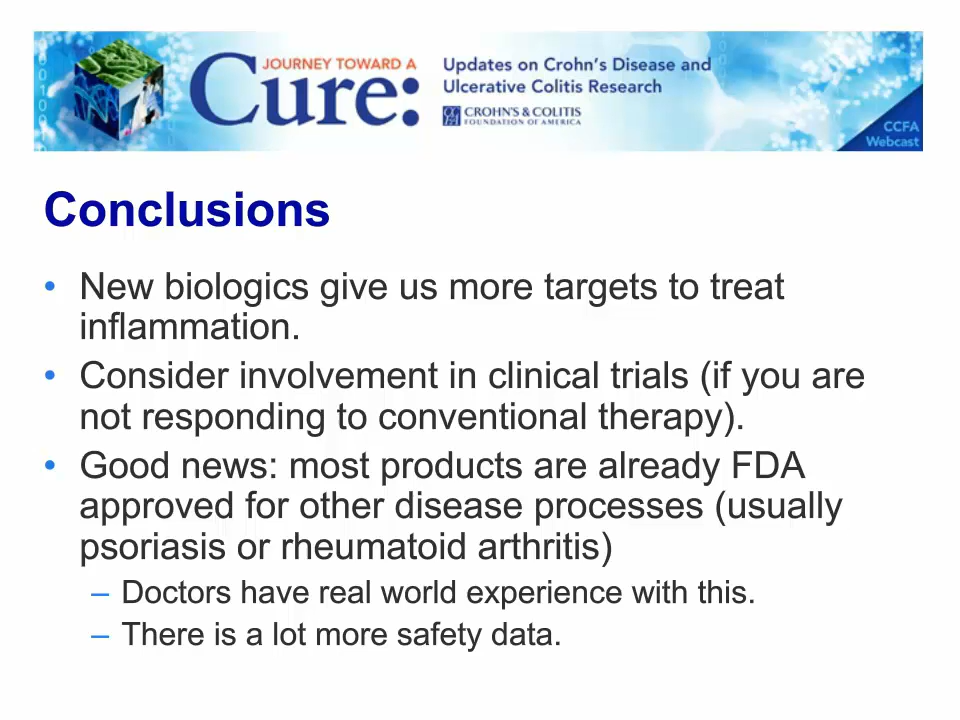 JOURNEY TOWARD A
Cure:
Updates on Crohn's Disease and
Ulcerative Colitis Research
CROHN'S & COLITIS
FOUNDATION OF AMERICA
CCFA
Webcast
Conclusions
• New biologics give us more targets to treat
inflammation.
• Consider involvement in clinical trials (if you are
not responding to conventional therapy).
• Good news: most products are already FDA
approved for other disease processes (usually
psoriasis or rheumatoid arthritis)
– Doctors have real world experience with this.
– There is a lot more safety data.